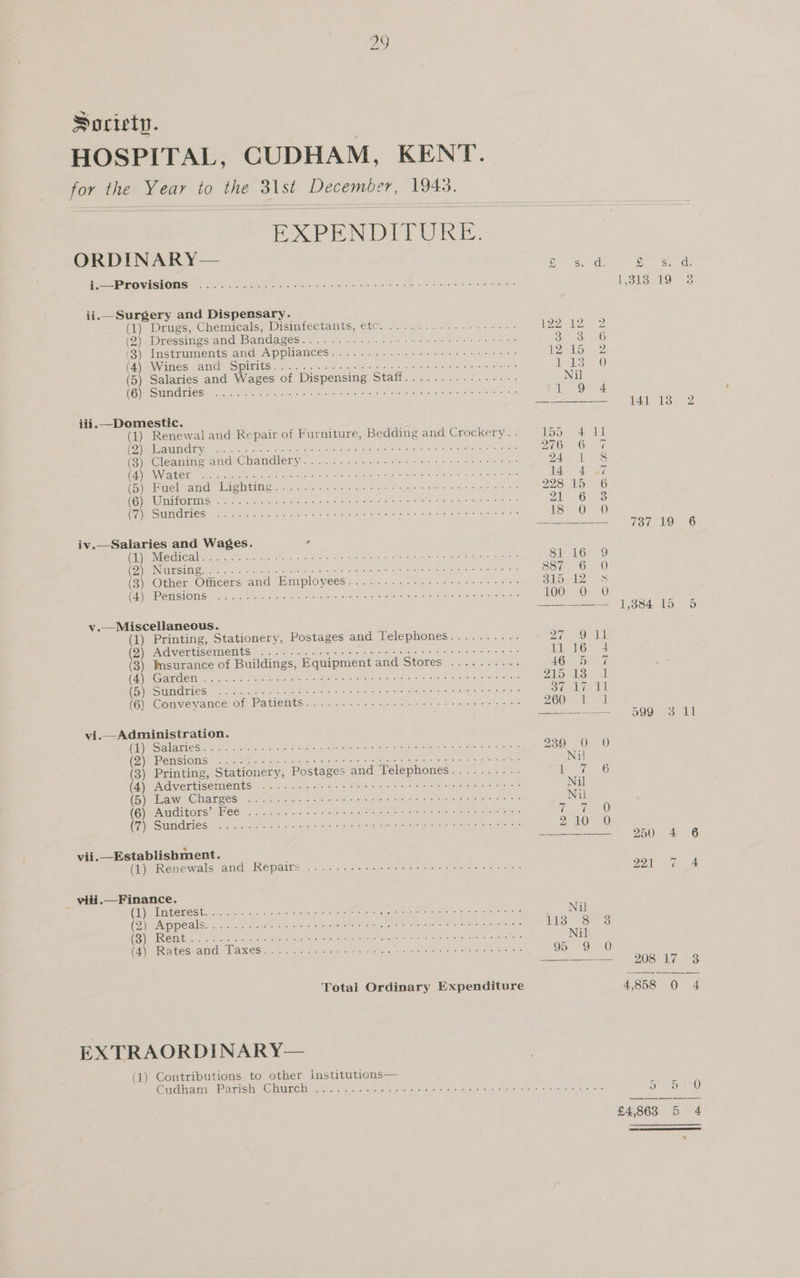 29
Society.
HOSPITAL, CUDHAM, KENT.
for the Year to the 31st December, 1943.
EXPENDITURE.
ORDINARY— £ s. d. £ s. d.
i.—Provisions 1,313 19 3
ii.—Surgery and Dispensary.
(1) Drugs, Chemicals, Disinfectants, etc. 122 12 2
(2) Dressings and Bandages 3 3 6
(3) Instruments and Appliances 12 15 2
(4) Wines and Spirits 1 13 0
(5) Salaries and Wages of Dispensing Staff Nil
(6) Sundries 1 9 4
141 13 2
iii.—Domestic.
(1) Renewal and Repair of Furniture, Bedding and Crockery 155 4 11
(2) Laundry 276 6 7
(3) Cleaning and Chandlery 24 1 8
(4) Water 14 4 7
(5) Fuel and Lighting 228 15 6
(6) Uniforms 21 6 3
(7) Sundries 18 0 0
737 19 6
iv.—Salaries and Wages.
(1) Medical 81 16 9
(2) Nursing 887 6 0
(3) Other Officers and Employees 315 12 8
(4) Pensions 100 0 0
1,384 15 5
v.—Miscellaneous.
(1) Printing, Stationery, Postages and Telephones 27 9 11
(2) Advertisements 11 16 4
(3) Insurance of Buildings, Equipment and Stores 46 5 7
(4) Garden 215 13 1
(5) Sundries 37 17 11
(6) Conveyance of Patients 260 1 1
599 3 11
vi.—Administration.
(1) Salaries 239 0 0
(2) Pensions Nil
(3) Printing, Stationery, Postages and Telephones 1 7 6
(4) Advertisements Nil
(5) Law Charges Nil
(6) Auditors' Fee 7 7 0
(7) Sundries 2 10 0
250 4 6
vii.—Establishment.
(1) Renewals and Repairs 221 7 4
viii.—Finance.
(1) Interest Nil
(2) Appeals 113 8 3
(3) Rent Nil
(4) Rates and Taxes 95 9 0
208 17 3
Total Ordinary Expenditure 4,858 0 4
EXTRAORDINARY—
(1) Contributions to other Institutions—
Cudham Parish Church 5 5 0
£4,863 5 4